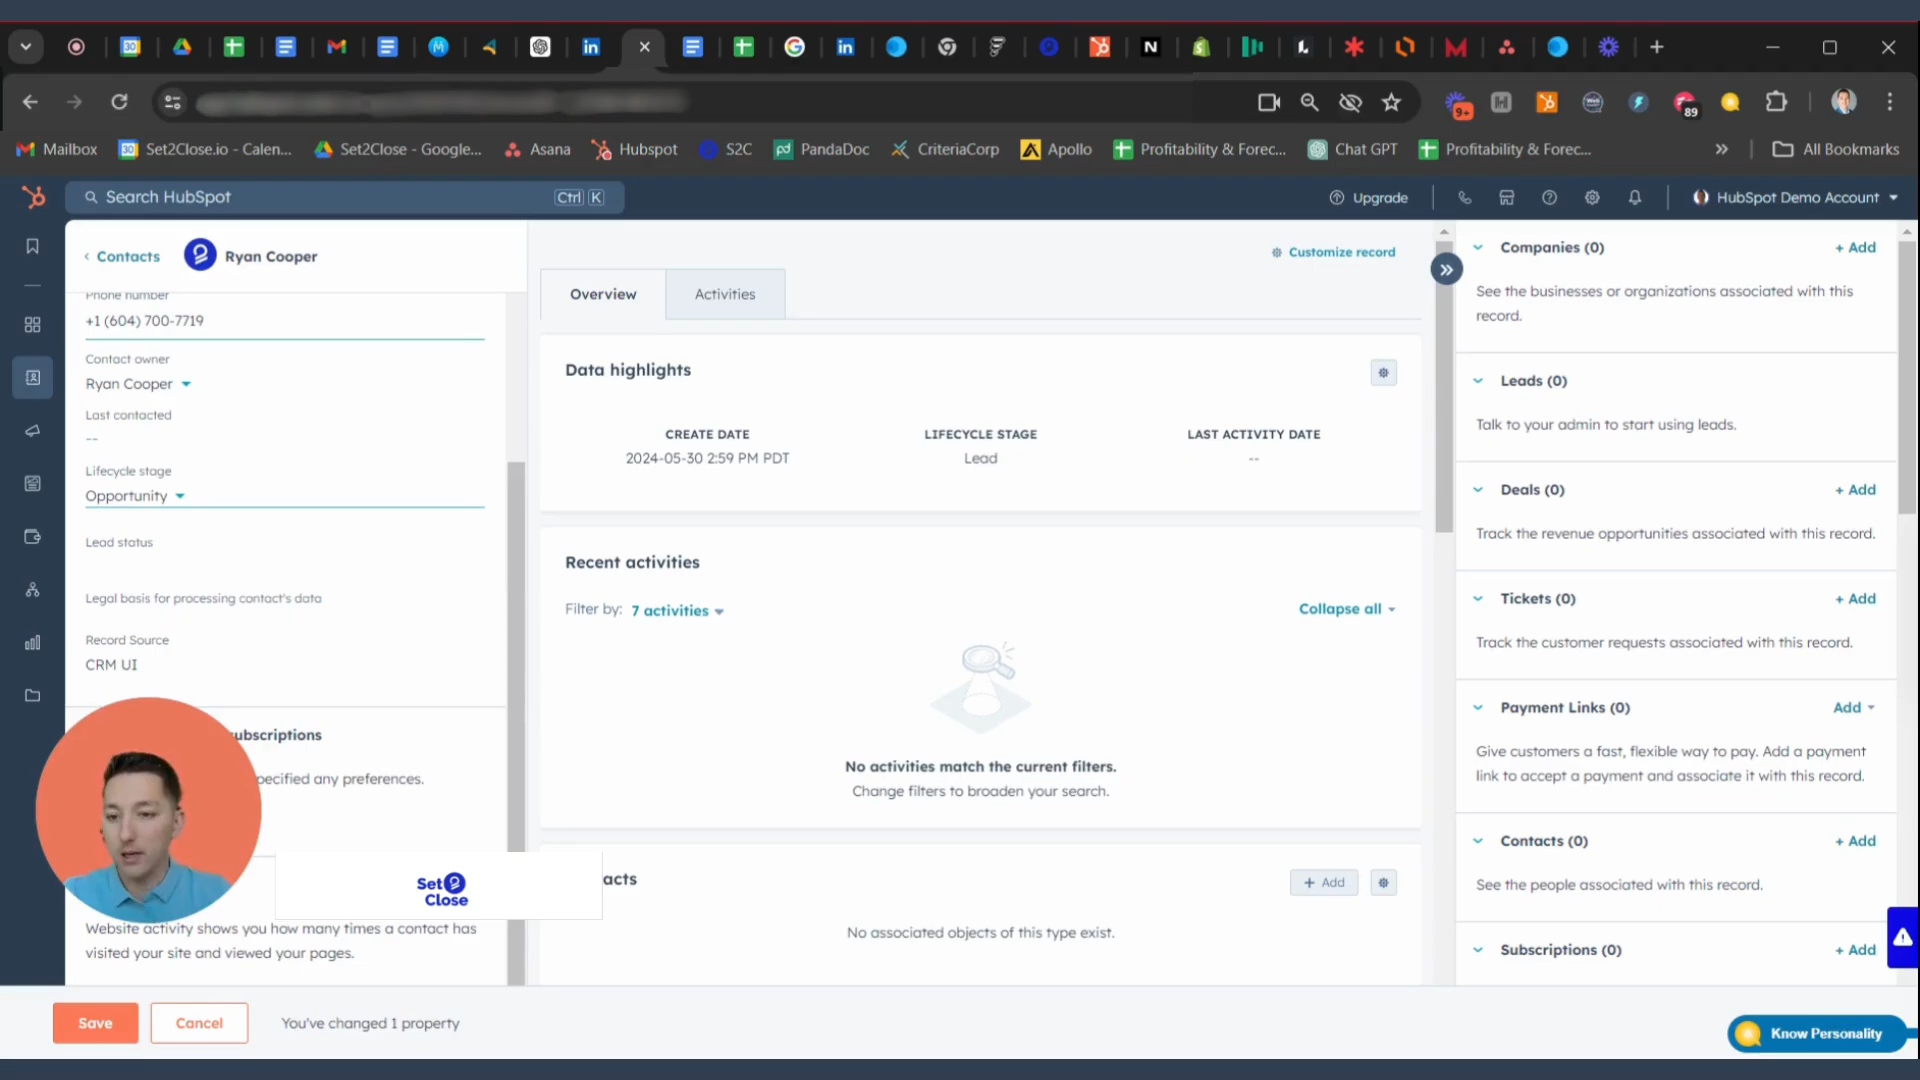 Mailbox
Set2Close.io - Calen...
Set2Close - Google...
Asana
Hubspot
S2C
PandaDoc
CriteriaCorp
Apollo
Profitability & Forec...
Chat GPT
Profitability & Forec...
All Bookmarks
9+
89
Search HubSpot
Ctrl K
Upgrade
HubSpot Demo Account
Contacts
Ryan Cooper
Phone number
+1 (604) 700-7719
Contact owner
Ryan Cooper
Last contacted
--
Lifecycle stage
Opportunity
Lead status
Legal basis for processing contact's data
Record Source
CRM UI
ubscriptions
pecified any preferences.
Set
Close
Website activity shows you how many times a contact has
visited your site and viewed your pages.
Customize record
Overview
Activities
Data highlights
CREATE DATE
2024-05-30 2:59 PM PDT
LIFECYCLE STAGE
Lead
LAST ACTIVITY DATE
--
Recent activities
Filter by: 7 activities
Collapse all
No activities match the current filters.
Change filters to broaden your search.
acts
+ Add
No associated objects of this type exist.
Companies (0)
+ Add
See the businesses or organizations associated with this
record.
Leads (0)
Talk to your admin to start using leads.
Deals (0)
+ Add
Track the revenue opportunities associated with this record.
Tickets (0)
+ Add
Track the customer requests associated with this record.
Payment Links (0)
Add
Give customers a fast, flexible way to pay. Add a payment
link to accept a payment and associate it with this record.
Contacts (0)
+ Add
See the people associated with this record.
Subscriptions (0)
+ Add
Save
Cancel
You've changed 1 property
Know Personality